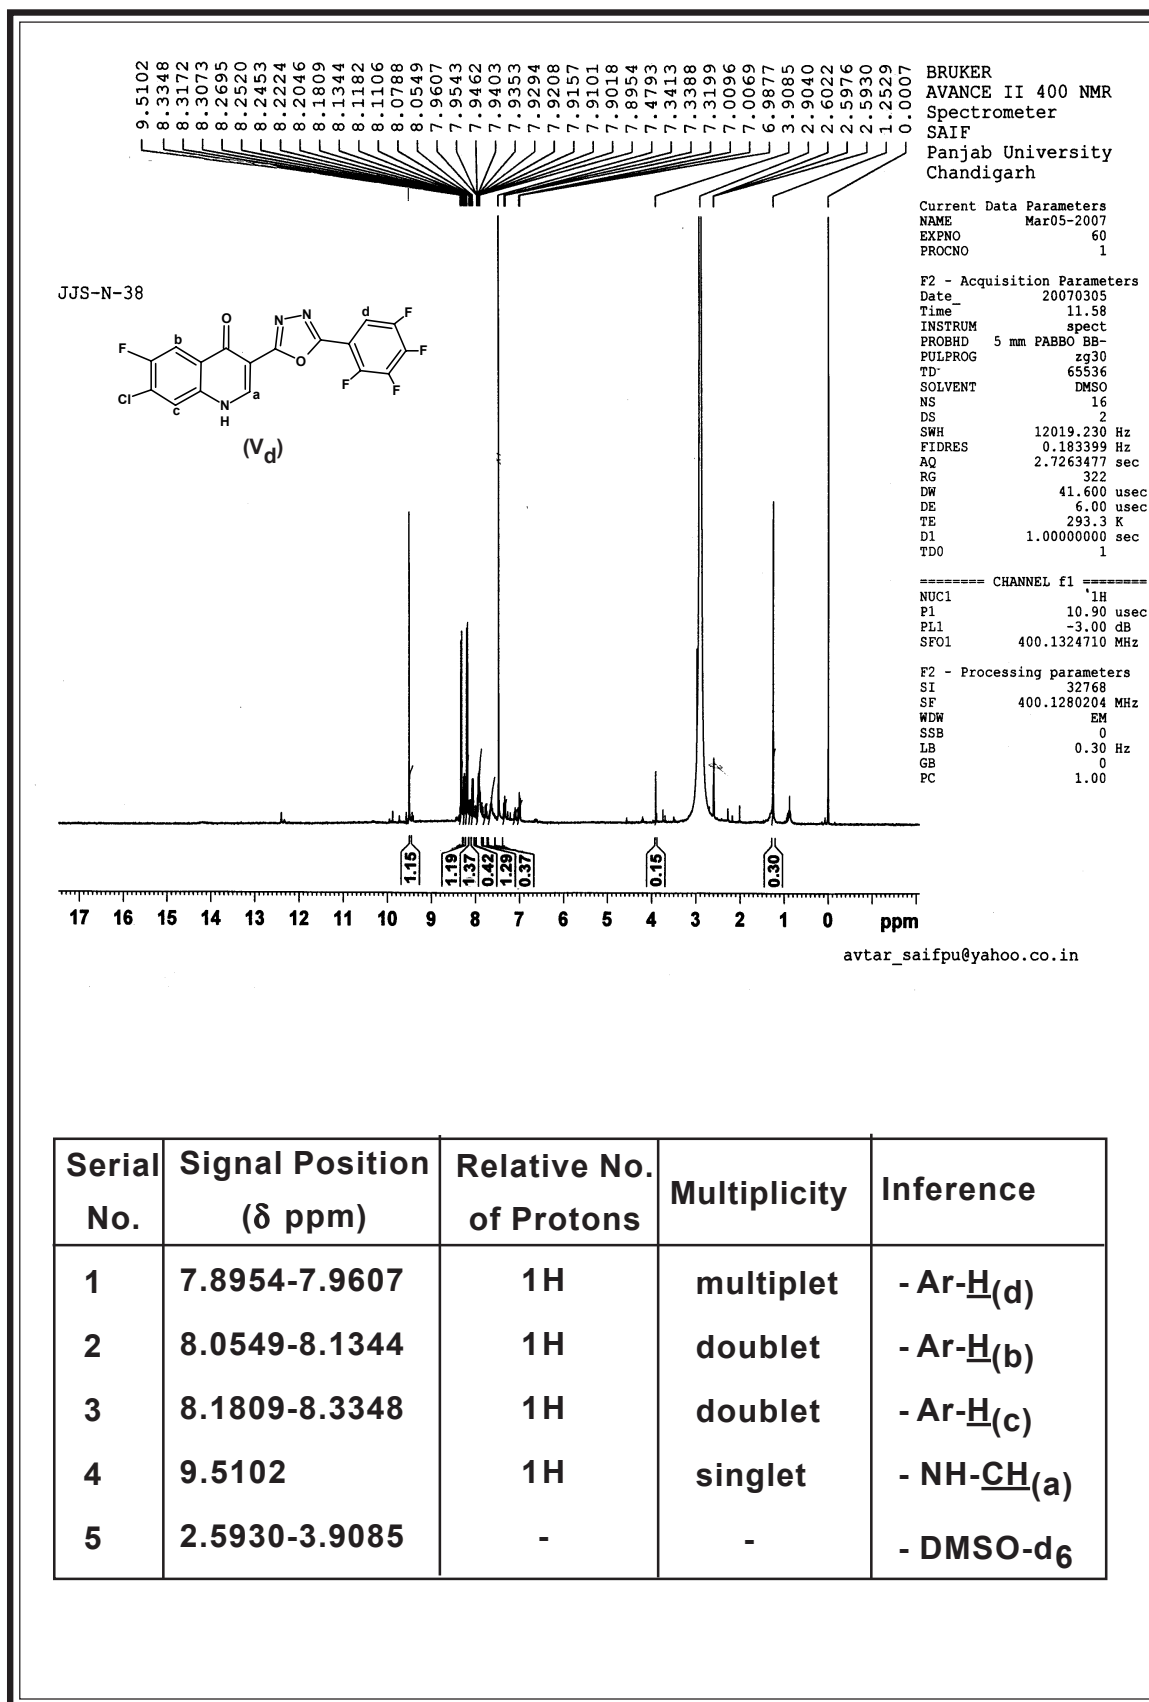 9.5102
8.3348
8.3172
8.3073
8.2695
8.2520
8.2453
8.2224
8.2046
8.1809
8.1344
8.1182
8.1106
8.0788
8.0549
7.9607
7.9543
7.9462
7.9403
7.9353
7.9294
7.9208
7.9157
7.9101
7.9018
7.8954
7.4793
7.3413
7.3388
7.3199
7.0096
7.0069
6.9877
3.9085
2.9040
2.6022
2.5976
2.5930
1.2529
0.0007
BRUKER
AVANCE II 400 NMR
Spectrometer
SAIF
Panjab University
Chandigarh
Current Data Parameters
NAME Mar05-2007
EXPNO 60
PROCNO 1
F2 - Acquisition Parameters
Date_ 20070305
Time 11.58
INSTRUM spect
PROBHD 5 mm PABBO BB-
PULPROG zg30
TD 65536
SOLVENT DMSO
NS 16
DS 2
SWH 12019.230 Hz
FIDRES 0.183399 Hz
AQ 2.7263477 sec
RG 322
DW 41.600 usec
DE 6.00 usec
TE 293.3 K
D1 1.00000000 sec
TD0 1
======== CHANNEL f1 ========
NUC1 1H
P1 10.90 usec
PL1 -3.00 dB
SFO1 400.1324710 MHz
F2 - Processing parameters
SI 32768
SF 400.1280204 MHz
WDW EM
SSB 0
LB 0.30 Hz
GB 0
PC 1.00
JJS-N-38
O N N d F
F b O F
Cl c N H a F F
(Vd)
1.15 1.19 1.37 0.42 1.29 0.37 0.15 0.30
17 16 15 14 13 12 11 10 9 8 7 6 5 4 3 2 1 0 ppm
avtar_saifpu@yahoo.co.in
Serial No. Signal Position (δ ppm) Relative No. of Protons Multiplicity Inference
1 7.8954-7.9607 1H multiplet - Ar-H(d)
2 8.0549-8.1344 1H doublet - Ar-H(b)
3 8.1809-8.3348 1H doublet - Ar-H(c)
4 9.5102 1H singlet - NH-CH(a)
5 2.5930-3.9085 - - - DMSO-d6